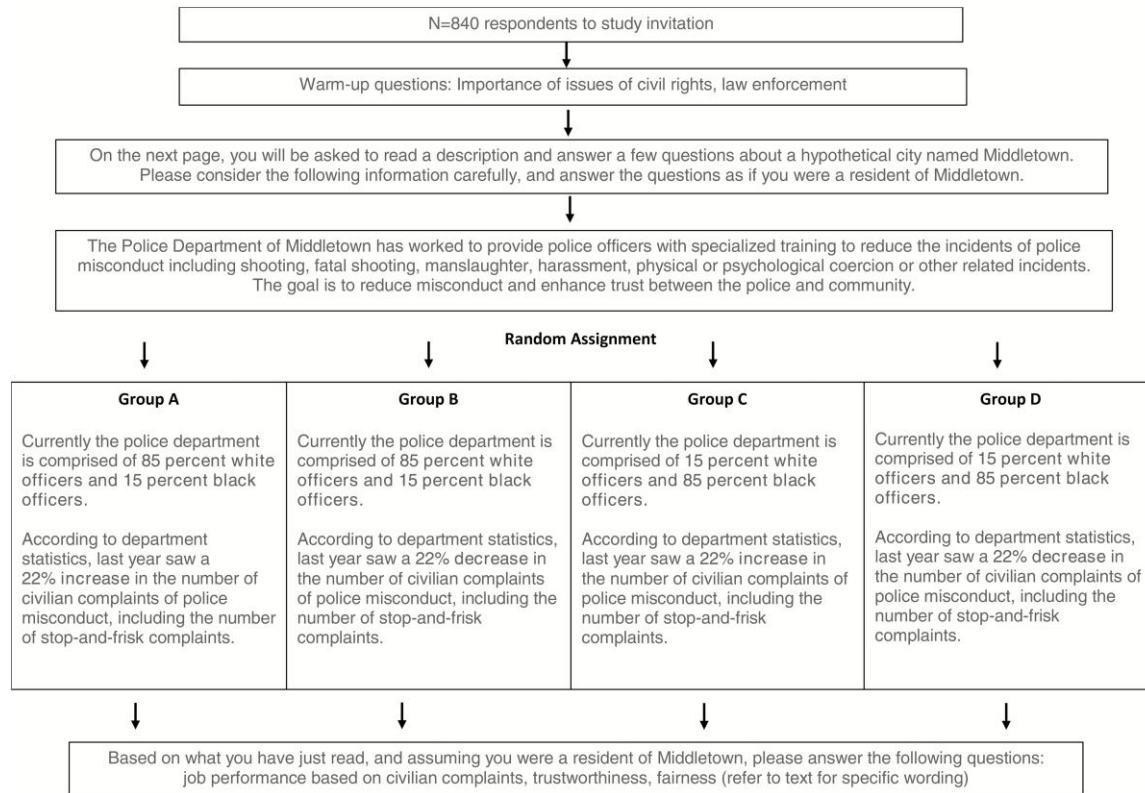 N=840 respondents to study invitation
Warm-up questions: Importance of issues of civil rights, law enforcement
On the next page, you will be asked to read a description and answer a few questions about a hypothetical city named Middletown.
Please consider the following information carefully, and answer the questions as if you were a resident of Middletown.
The Police Department of Middletown has worked to provide police officers with specialized training to reduce the incidents of police
misconduct including shooting, fatal shooting, manslaughter, harassment, physical or psychological coercion or other related incidents.
The goal is to reduce misconduct and enhance trust between the police and community.
Random Assignment
Group A
Currently the police department
is comprised of 85 percent white
officers and 15 percent black
officers.
According to department
statistics, last year saw a
22% increase in the number of
civilian complaints of police
misconduct, including the number
of stop-and-frisk complaints.
Group B
Currently the police department is
comprised of 85 percent white
officers and 15 percent black
officers.
According to department statistics,
last year saw a 22% decrease in
the number of civilian complaints
of police misconduct, including the
number of stop-and-frisk
complaints.
Group C
Currently the police department is
comprised of 15 percent white
officers and 85 percent black
officers.
According to department statistics,
last year saw a 22% increase in
the number of civilian complaints of
police misconduct, including the
number of stop-and-frisk
complaints.
Group D
Currently the police department is
comprised of 15 percent white
officers and 85 percent black
officers.
According to department statistics,
last year saw a 22% decrease in the
number of civilian complaints of
police misconduct, including the
number of stop-and-frisk
complaints.
Based on what you have just read, and assuming you were a resident of Middletown, please answer the following questions:
job performance based on civilian complaints, trustworthiness, fairness (refer to text for specific wording)